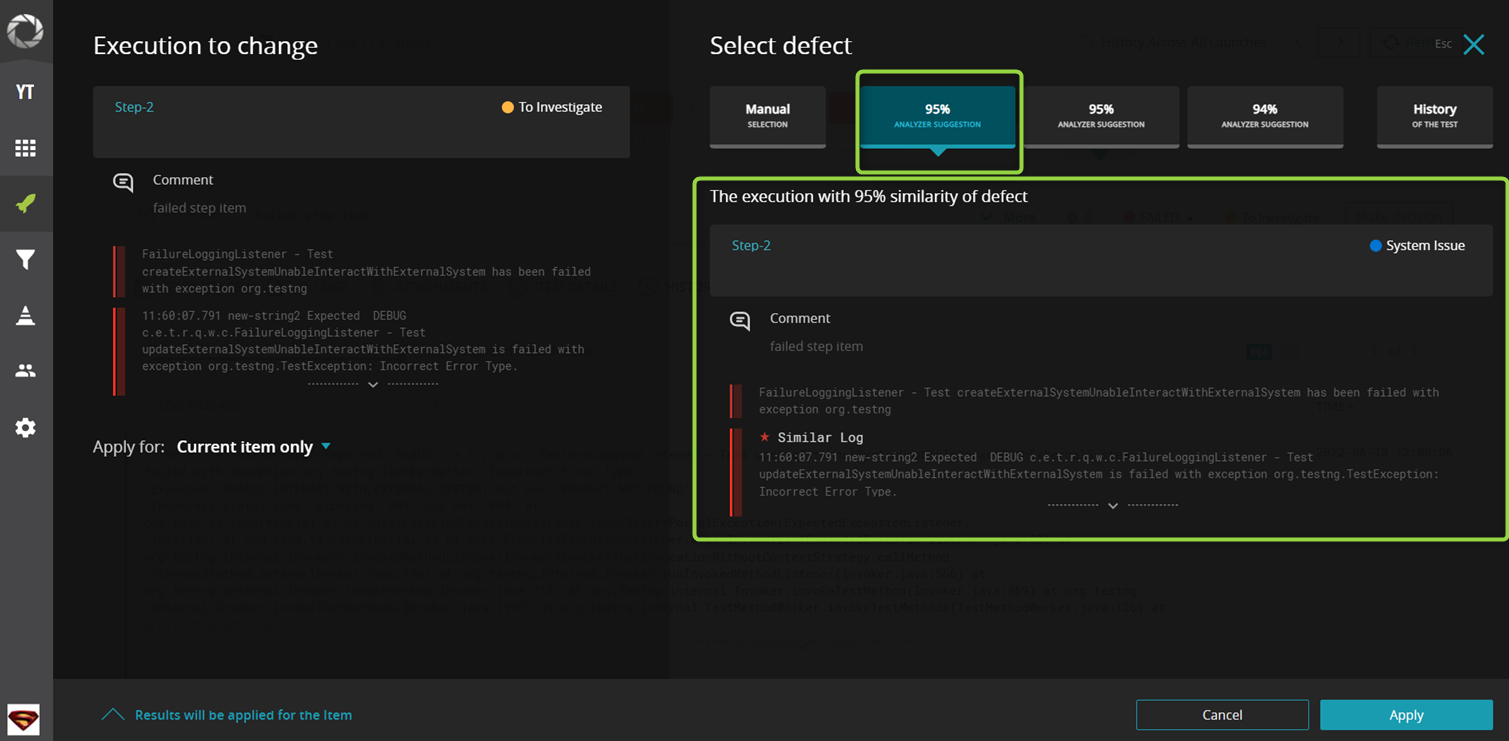 YT
Execution to change
Step-2
To Investigate
Comment
failed step item
FailureLoggingListener - Test
createExternalSystemUnableInteractWithExternalSystem has been failed
with exception org.testng
11:60:07.791 new-string2 Expected DEBUG
c.e.t.r.q.w.c.FailureLoggingListener - Test
updateExternalSystemUnableInteractWithExternalSystem is failed with
exception org.testng.TestException: Incorrect Error Type.
Apply for: Current item only
Select defect
Esc
Manual
SELECTION
95%
ANALYZER SUGGESTION
95%
ANALYZER SUGGESTION
94%
ANALYZER SUGGESTION
History
OF THE TEST
The execution with 95% similarity of defect
Step-2
System Issue
Comment
failed step item
FailureLoggingListener - Test createExternalSystemUnableInteractWithExternalSystem has been failed with
exception org.testng
Similar Log
11:60:07.791 new-string2 Expected DEBUG c.e.t.r.q.w.c.FailureLoggingListener - Test
updateExternalSystemUnableInteractWithExternalSystem is failed with exception org.testng.TestException:
Incorrect Error Type.
Results will be applied for the Item
Cancel
Apply